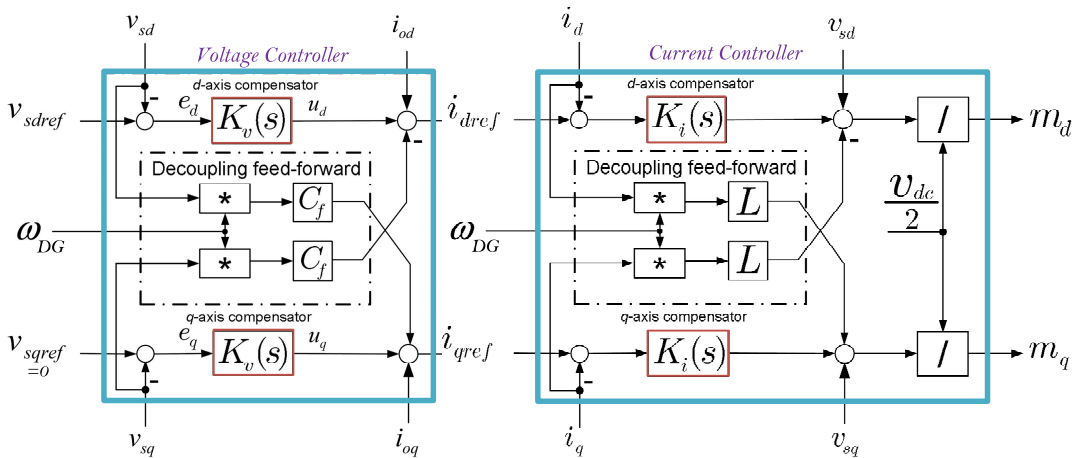 v_sd
i_od
i_d
v_sd
Voltage Controller
Current Controller
d-axis compensator
d-axis compensator
v_sdref
-
e_d
K_v(s)
u_d
-
i_dref
-
K_i(s)
-
/
m_d
Decoupling feed-forward
Decoupling feed-forward
*
C_f
*
L
v_dc
2
ω_DG
ω_DG
*
C_f
*
L
q-axis compensator
q-axis compensator
v_sqref
=0
-
e_q
K_v(s)
u_q
i_qref
-
K_i(s)
/
m_q
v_sq
i_oq
i_q
v_sq